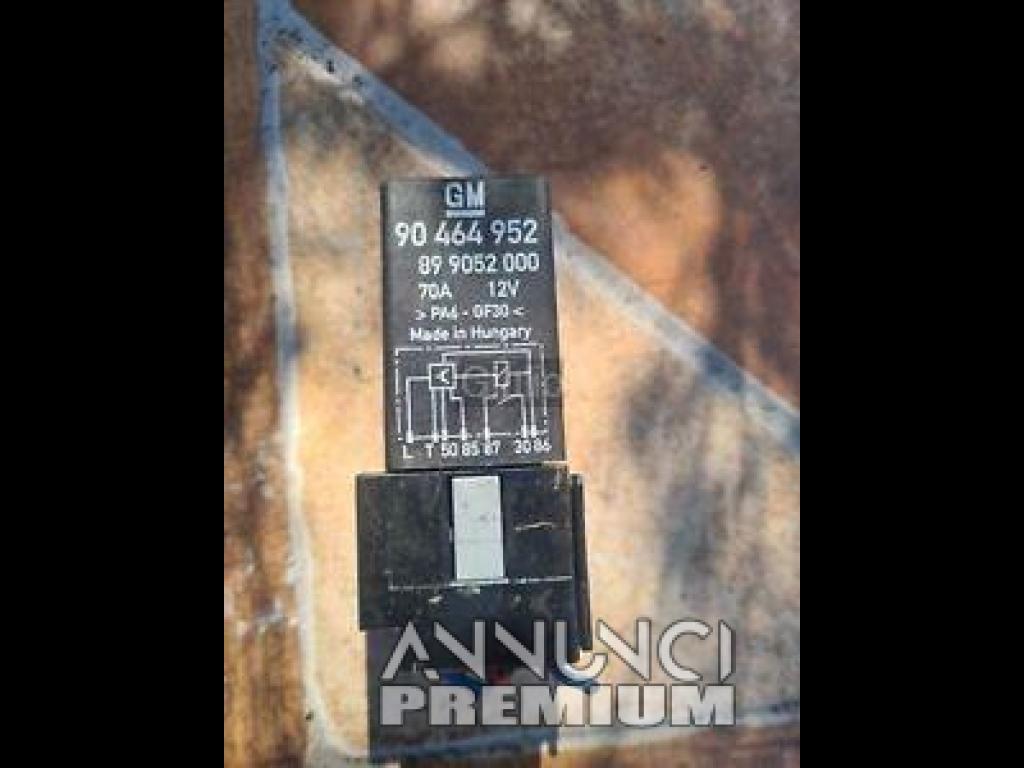 GM
90 464 952
89 9052 000
70A 12V
> PA6 - GF30 <
Made in Hungary
L T 50 85 87 30 86
ANNUNCI
PREMIUM